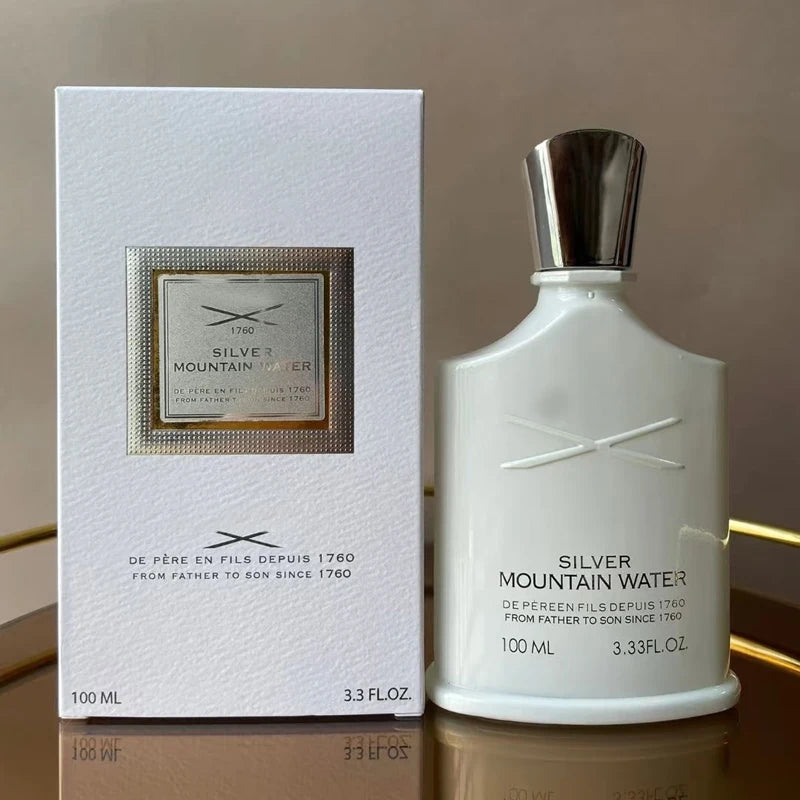 1760
SILVER
MOUNTAIN WATER
DE PÈRE EN FILS DEPUIS 1760
FROM FATHER TO SON SINCE 1760
DE PÈRE EN FILS DEPUIS 1760
FROM FATHER TO SON SINCE 1760
100 ML 3.3 FL.OZ.
SILVER
MOUNTAIN WATER
DE PÈREEN FILS DEPUIS 1760
FROM FATHER TO SON SINCE 1760
100 ML 3.33FL.OZ.